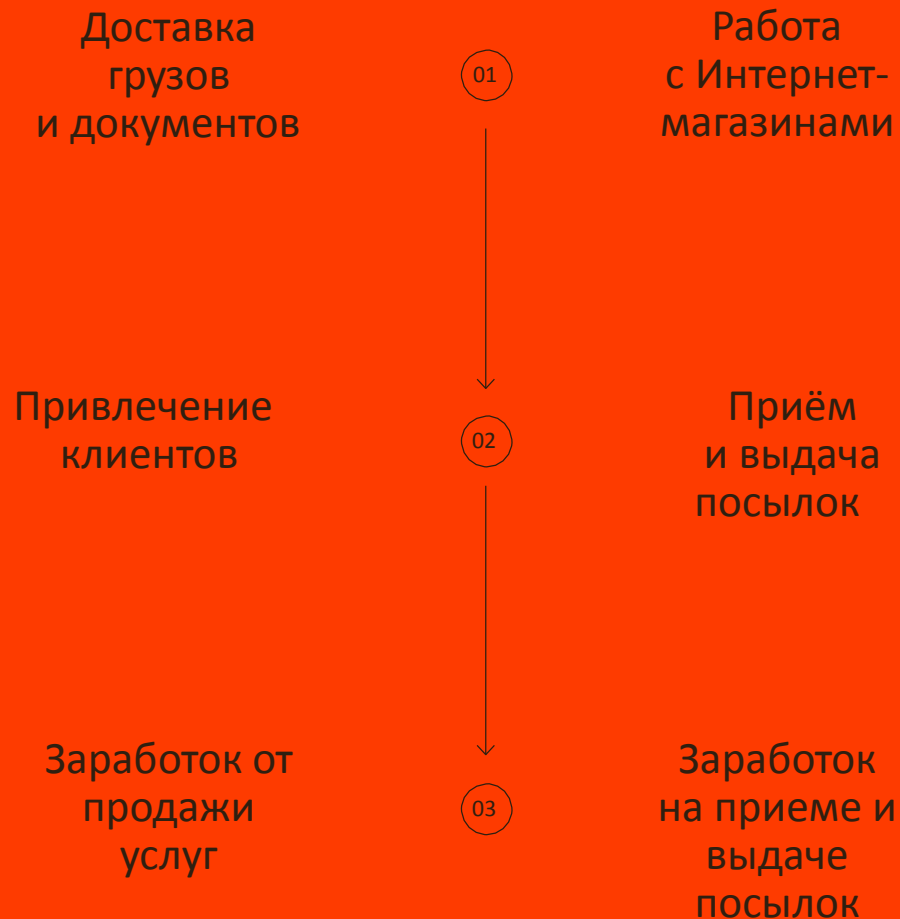 Доставка
грузов
и документов
01
Работа
с Интернет-
магазинами
Привлечение
клиентов
02
Приём
и выдача
посылок
Заработок от
продажи
услуг
03
Заработок
на приеме и
выдаче
посылок